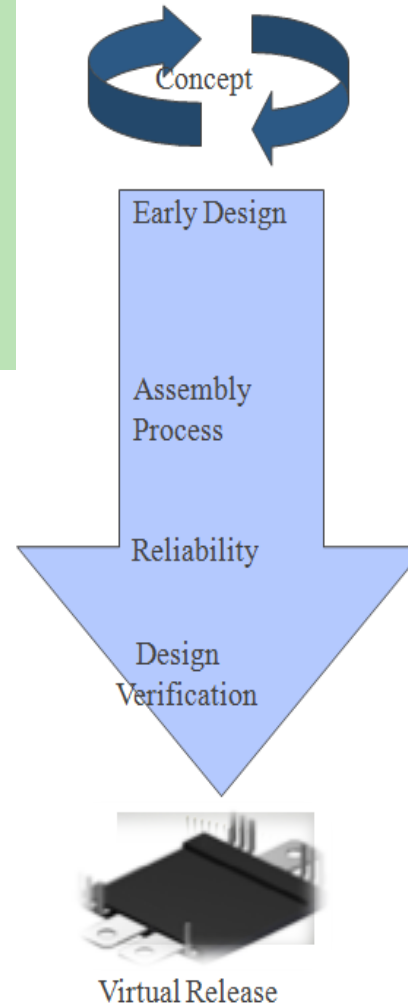 Concept
Early Design
Assembly
Process
Reliability
Design
Verification
Virtual Release